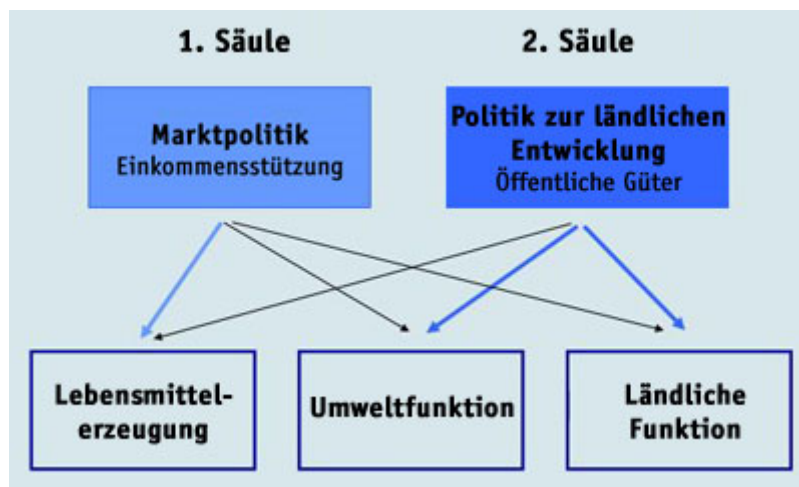 1. Säule
2. Säule
Marktpolitik
Einkommensstützung
Politik zur ländlichen
Entwicklung
Öffentliche Güter
Lebensmittel-
erzeugung
Umweltfunktion
Ländliche
Funktion